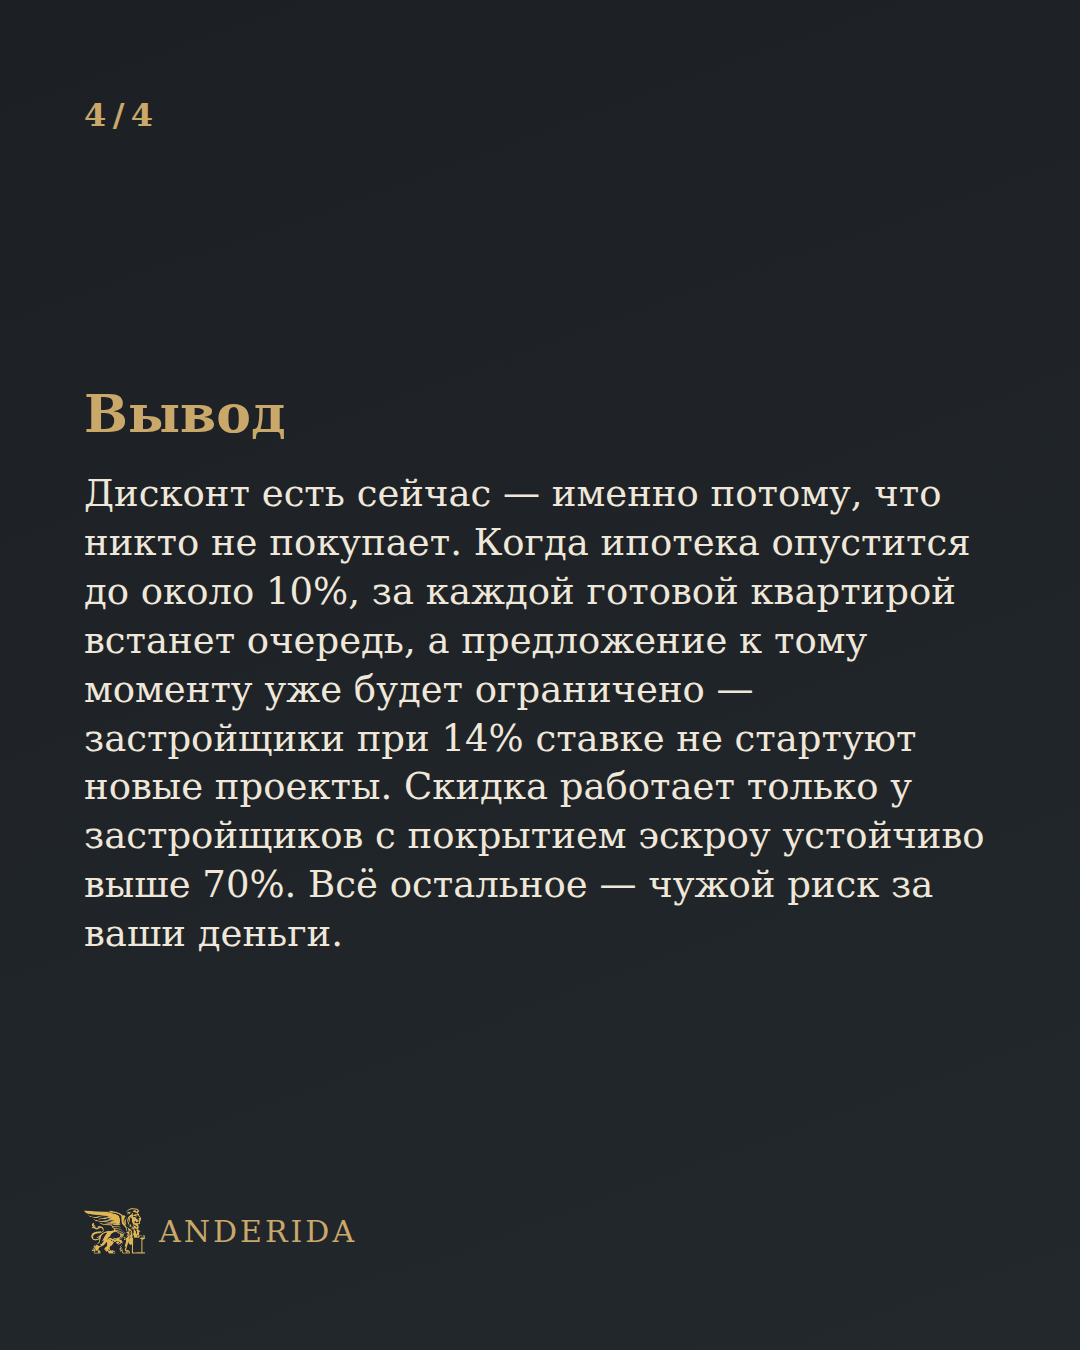 4/4
Вывод
Дисконт есть сейчас — именно потому, что
никто не покупает. Когда ипотека опустится
до около 10%, за каждой готовой квартирой
встанет очередь, а предложение к тому
моменту уже будет ограничено —
застройщики при 14% ставке не стартуют
новые проекты. Скидка работает только у
застройщиков с покрытием эскроу устойчиво
выше 70%. Всё остальное — чужой риск за
ваши деньги.
ANDERIDA